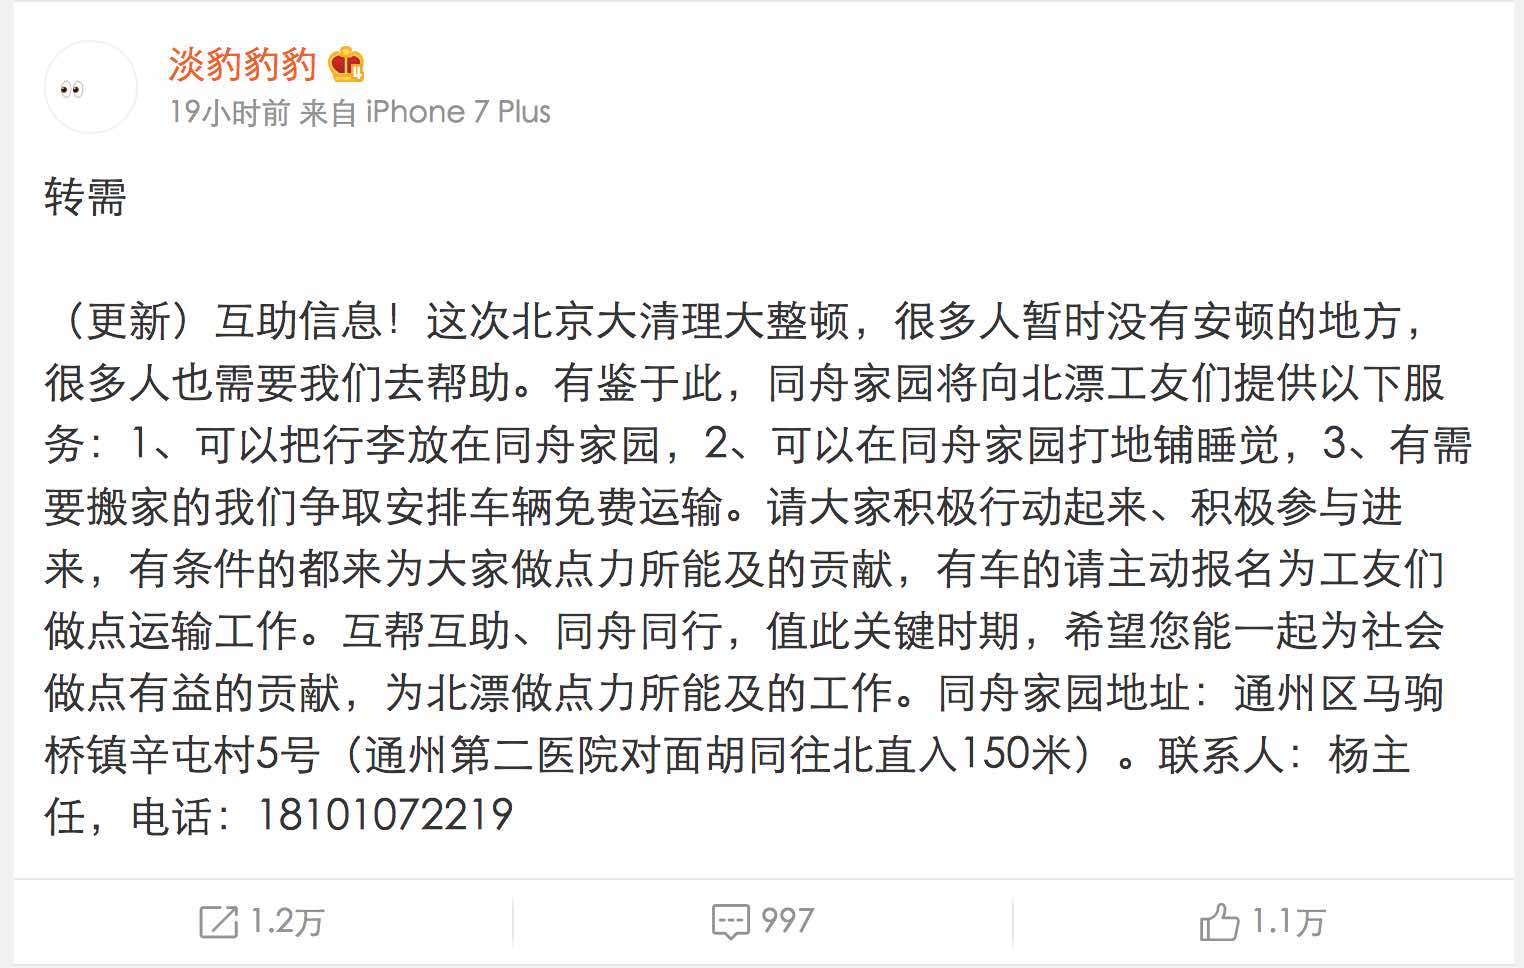 淡豹豹豹
4
19小时前 来自 iPhone 7 Plus
转需
（更新）互助信息！这次北京大清理大整顿，很多人暂时没有安顿的地方，
很多人也需要我们去帮助。有鉴于此，同舟家园将向北漂工友们提供以下服
务：1、可以把行李放在同舟家园，2、可以在同舟家园打地铺睡觉，3、有需
要搬家的我们争取安排车辆免费运输。请大家积极行动起来、积极参与进
来，有条件的都来为大家做点力所能及的贡献，有车的请主动报名为工友们
做点运输工作。互帮互助、同舟同行，值此关键时期，希望您能一起为社会
做点有益的贡献，为北漂做点力所能及的工作。同舟家园地址：通州区马驹
桥镇辛屯村5号（通州第二医院对面胡同往北直入150米）。联系人：杨主
任，电话：18101072219
1.2万
997
1.1万